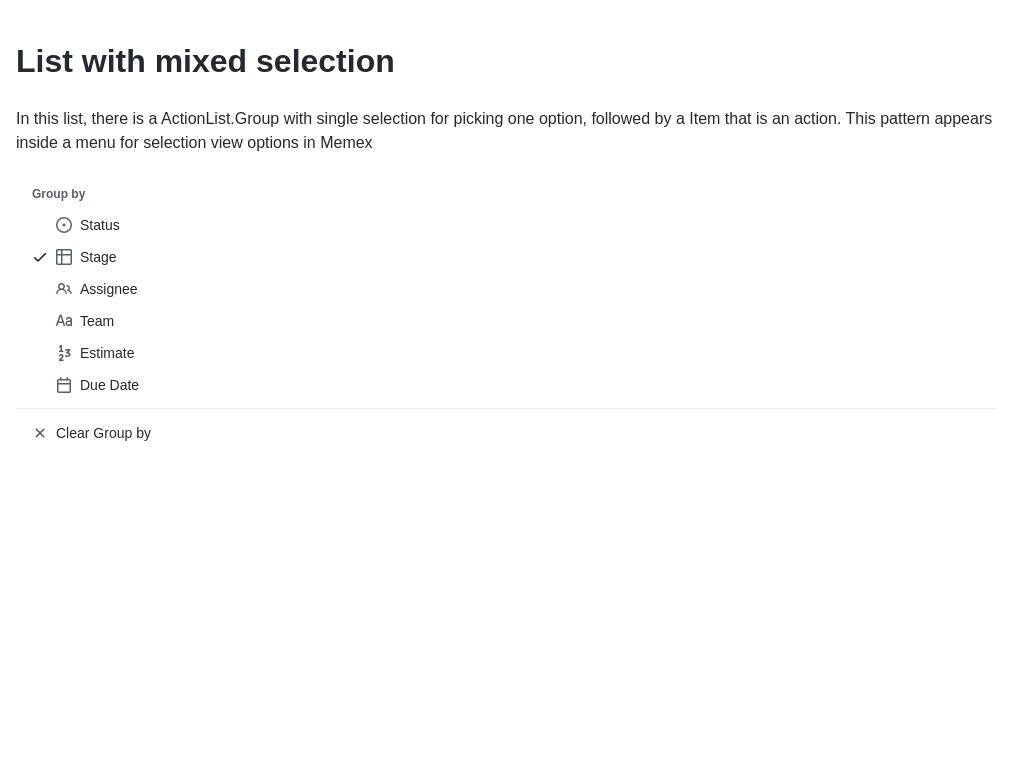 List with mixed selection
In this list, there is a ActionList.Group with single selection for picking one option, followed by a Item that is an action. This pattern appears
inside a menu for selection view options in Memex
Group by
Status
Stage
Assignee
Team
Estimate
Due Date
Clear Group by